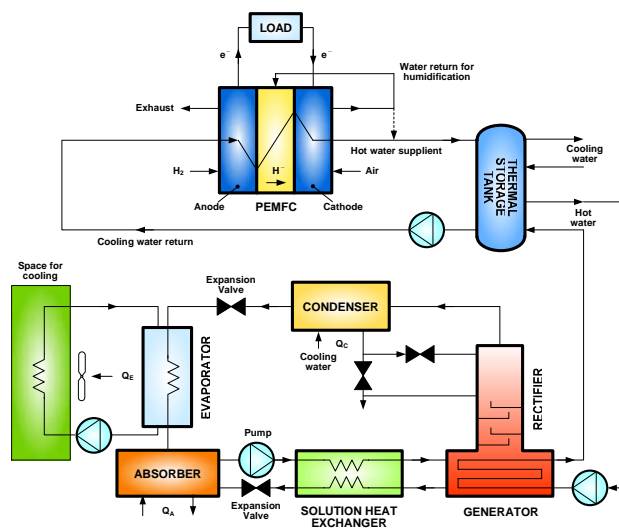 LOAD
e⁻
e⁻
Water return for
humidification
Exhaust
Hot water supplient
Cooling
water
H₂
H⁻
Air
THERMAL
STORAGE
TANK
Anode
Cathode
PEMFC
Hot
water
Cooling water return
Space for
cooling
Expansion
Valve
CONDENSER
Q_C
Cooling
water
EVAPORATOR
Q_E
RECTIFIER
Pump
ABSORBER
Expansion
Valve
Q_A
SOLUTION HEAT
EXCHANGER
GENERATOR